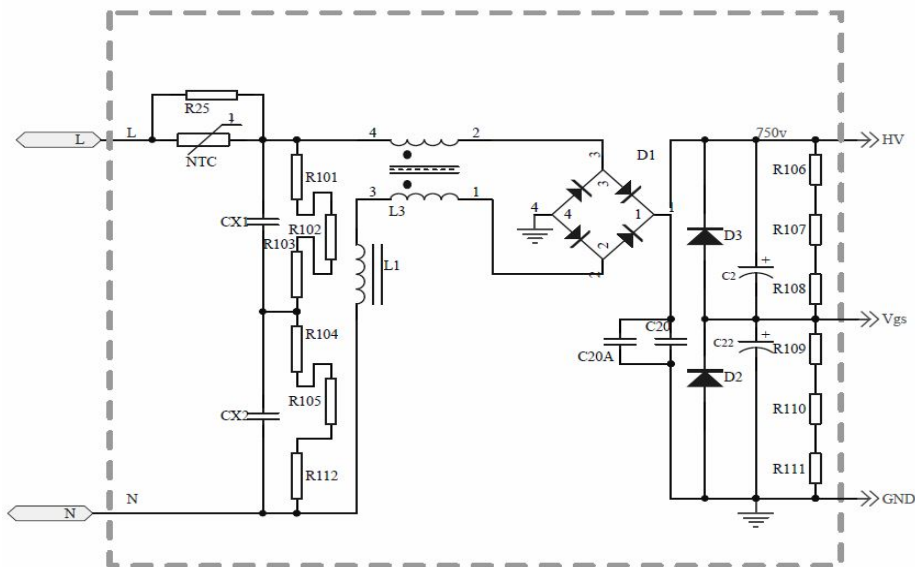 R25
L
L
1
NTC
4
2
3
D1
750v
HV
R101
R106
3
3
1
4
4
1
1
L3
CX1
R102
R103
R107
D3
2
2
L1
C2
+
R108
Vgs
R104
C20
C22
+
R109
C20A
R105
D2
CX2
R110
R112
R111
N
N
GND